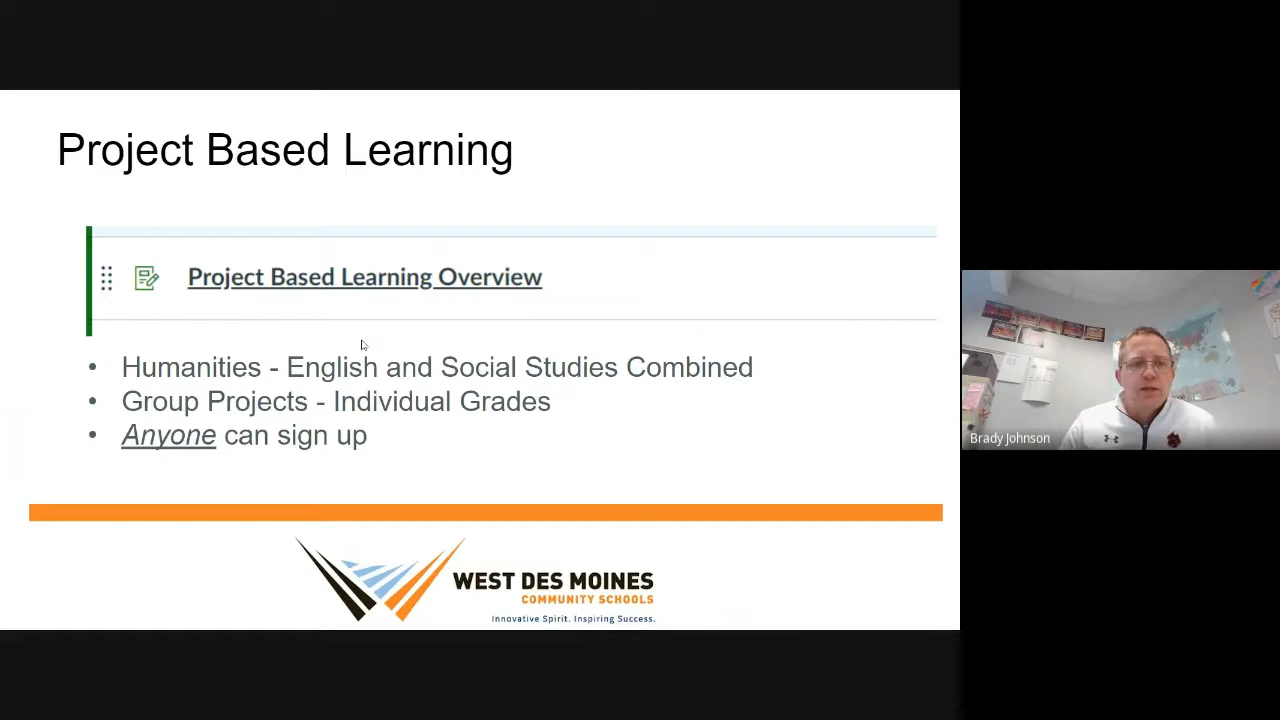 Project Based Learning
Project Based Learning Overview
• Humanities - English and Social Studies Combined
• Group Projects - Individual Grades
• Anyone can sign up
WEST DES MOINES
COMMUNITY SCHOOLS
Innovative Spirit. Inspiring Success.
Brady Johnson